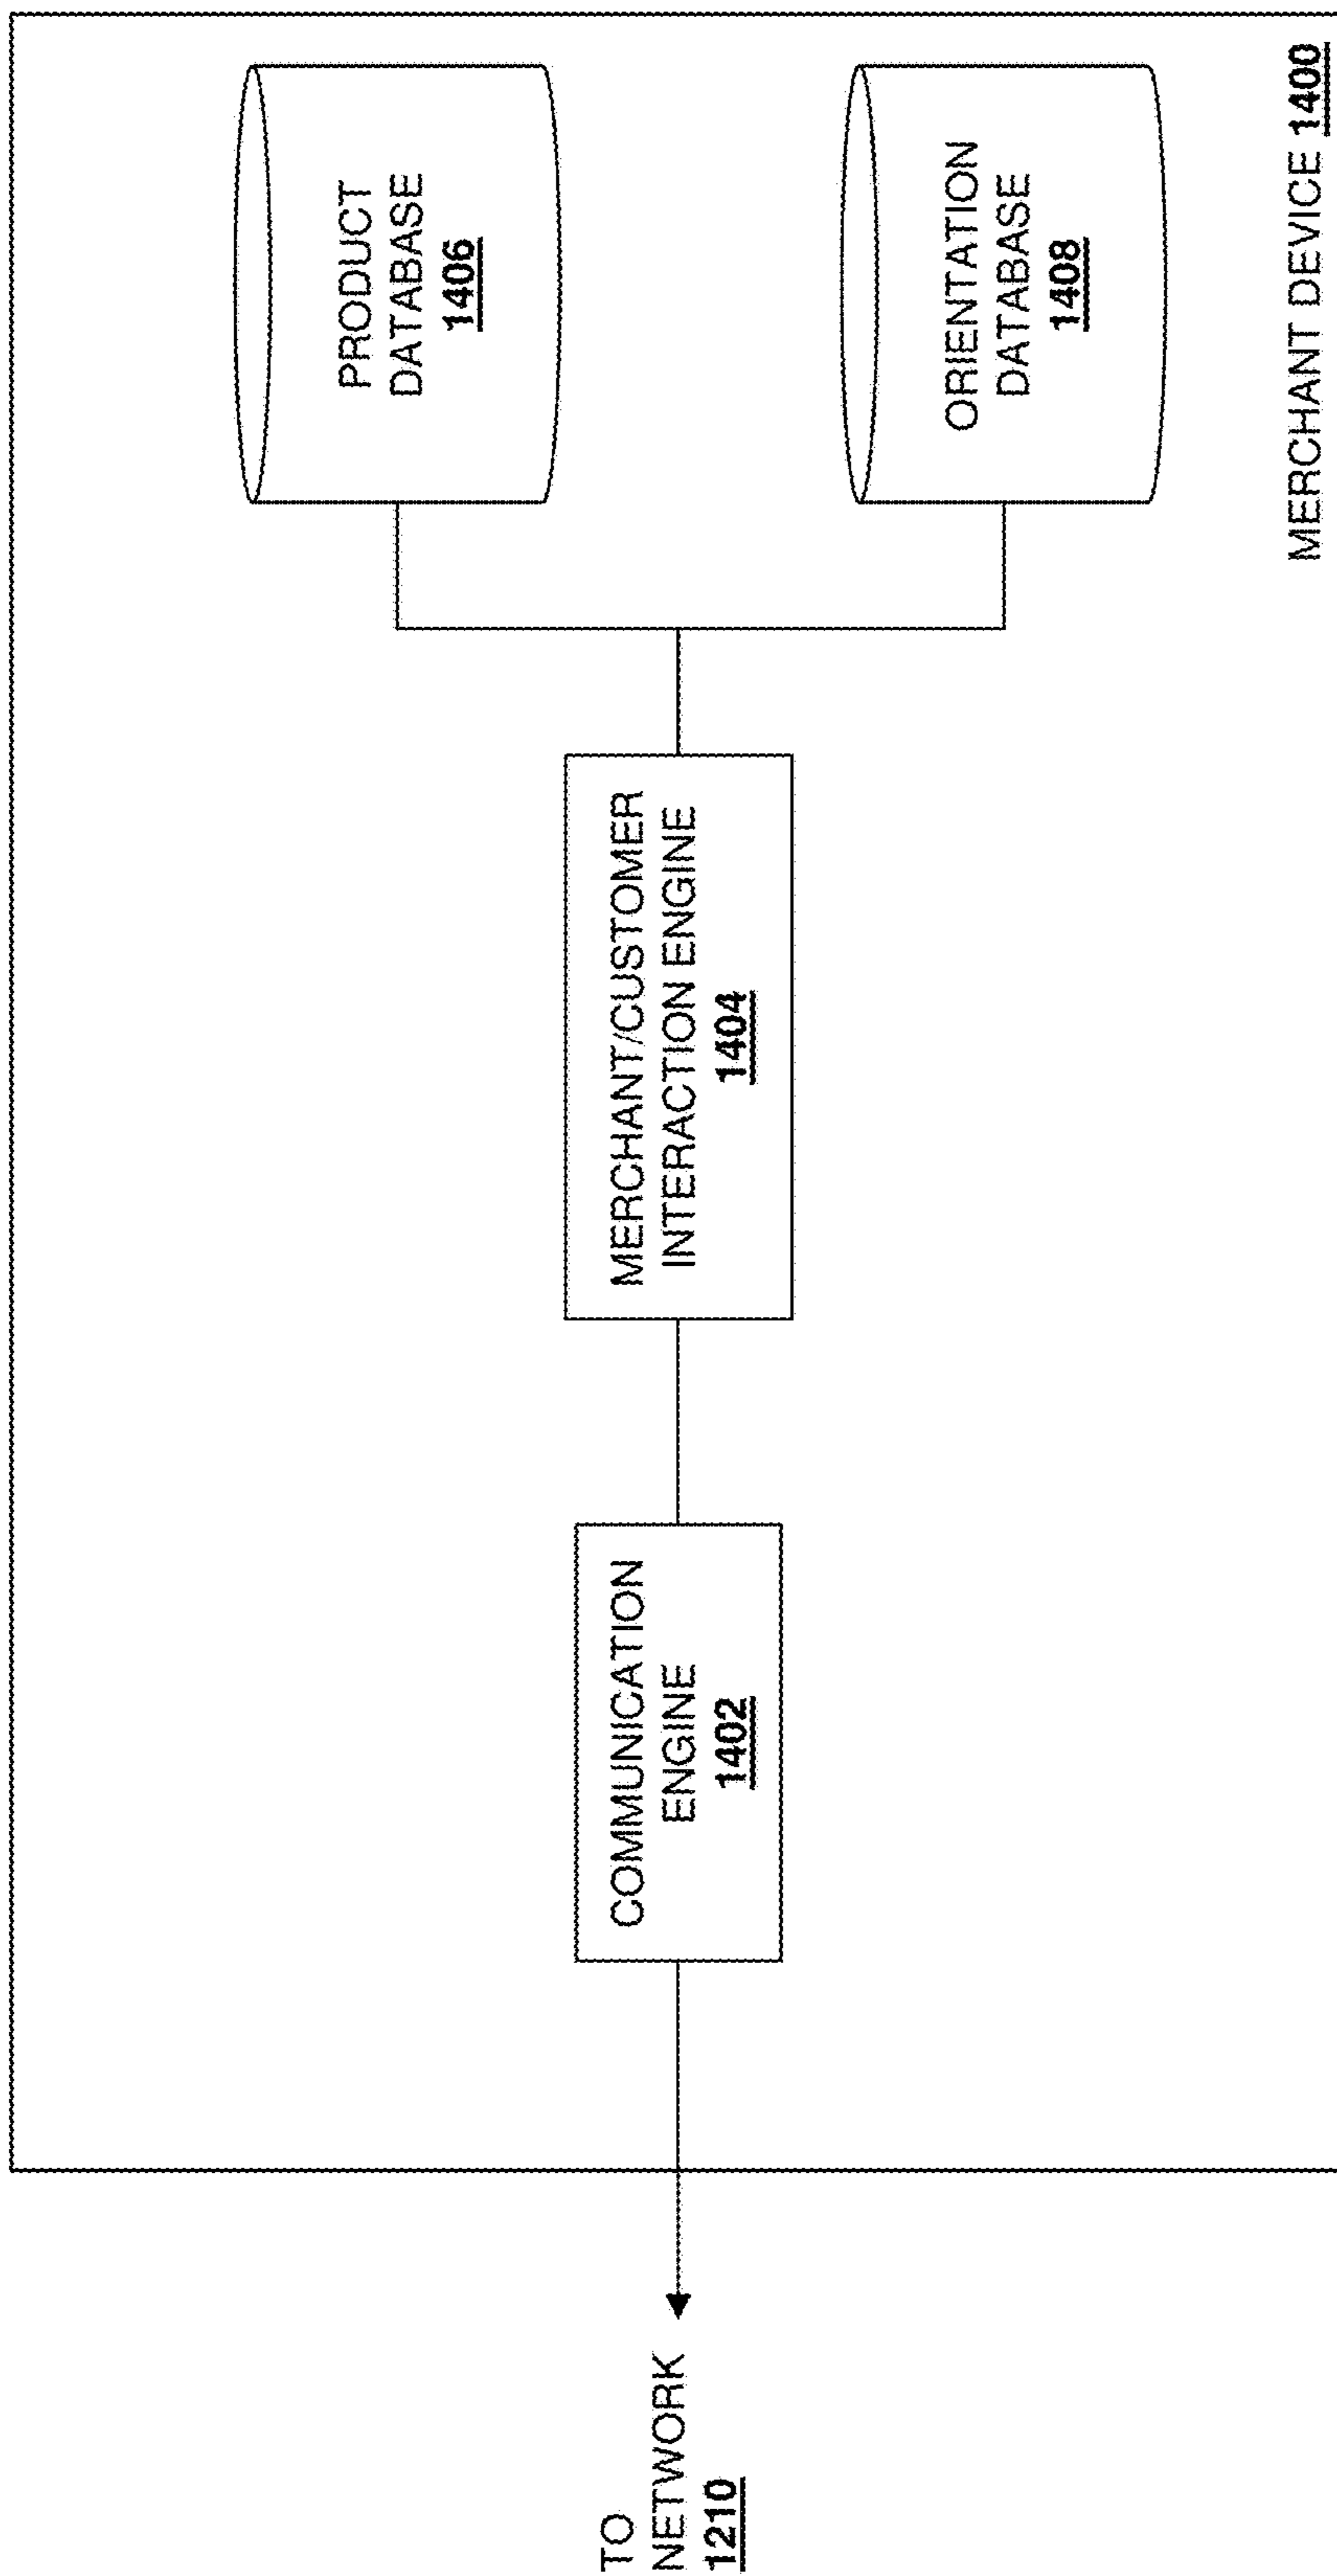 TO
NETWORK
1210
COMMUNICATION
ENGINE
1402
MERCHANT/CUSTOMER
INTERACTION ENGINE
1404
PRODUCT
DATABASE
1406
ORIENTATION
DATABASE
1408
MERCHANT DEVICE 1400